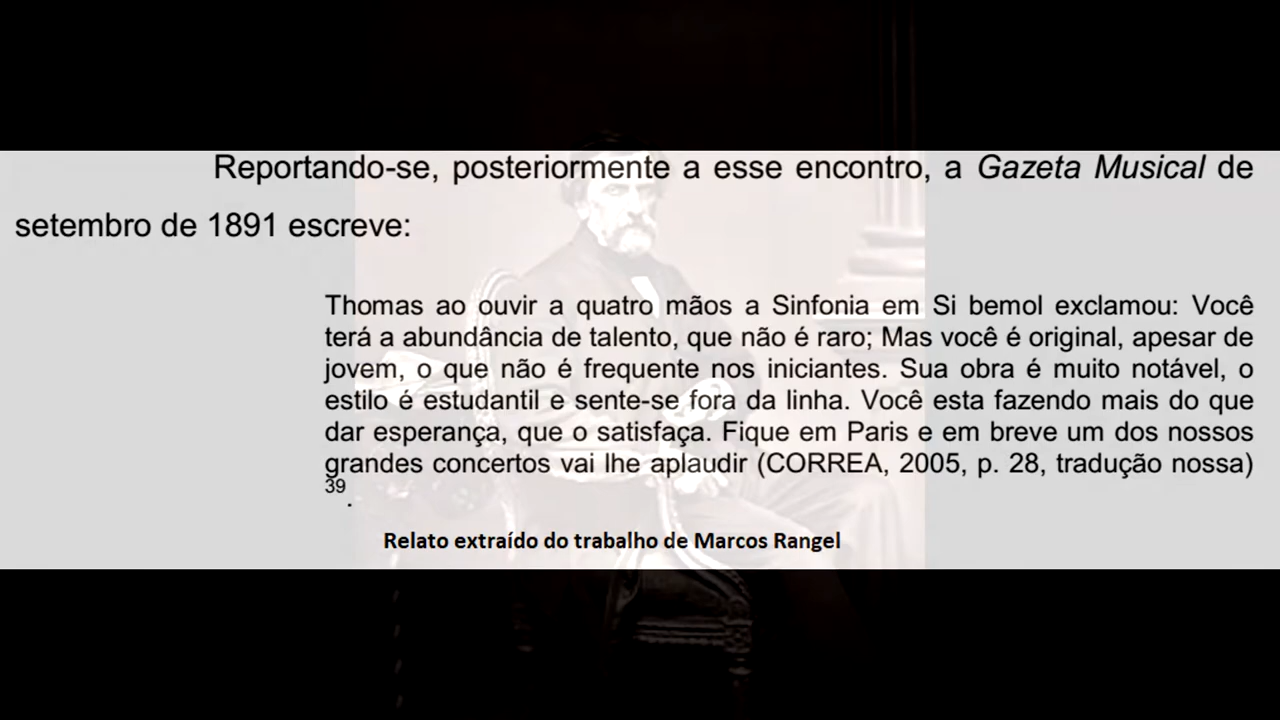 Reportando-se, posteriormente a esse encontro, a Gazeta Musical de
setembro de 1891 escreve:
Thomas ao ouvir a quatro mãos a Sinfonia em Si bemol exclamou: Você
terá a abundância de talento, que não é raro; Mas você é original, apesar de
jovem, o que não é frequente nos iniciantes. Sua obra é muito notável, o
estilo é estudantil e sente-se fora da linha. Você esta fazendo mais do que
dar esperança, que o satisfaça. Fique em Paris e em breve um dos nossos
grandes concertos vai lhe aplaudir (CORREA, 2005, p. 28, tradução nossa)
39.
Relato extraído do trabalho de Marcos Rangel